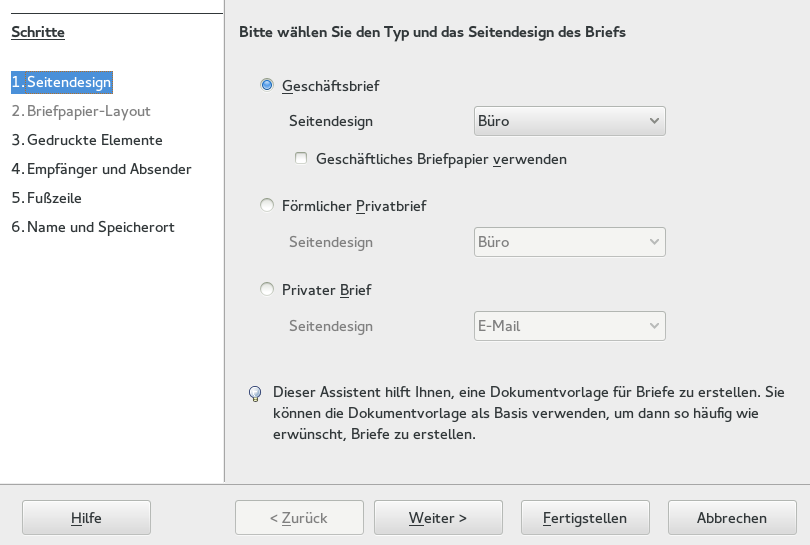 Schritte
1. Seitendesign
2. Briefpapier-Layout
3. Gedruckte Elemente
4. Empfänger und Absender
5. Fußzeile
6. Name und Speicherort
Bitte wählen Sie den Typ und das Seitendesign des Briefs
Geschäftsbrief
Seitendesign Büro
Geschäftliches Briefpapier verwenden
Förmlicher Privatbrief
Seitendesign Büro
Privater Brief
Seitendesign E-Mail
Dieser Assistent hilft Ihnen, eine Dokumentvorlage für Briefe zu erstellen. Sie
können die Dokumentvorlage als Basis verwenden, um dann so häufig wie
erwünscht, Briefe zu erstellen.
Hilfe < Zurück Weiter > Fertigstellen Abbrechen